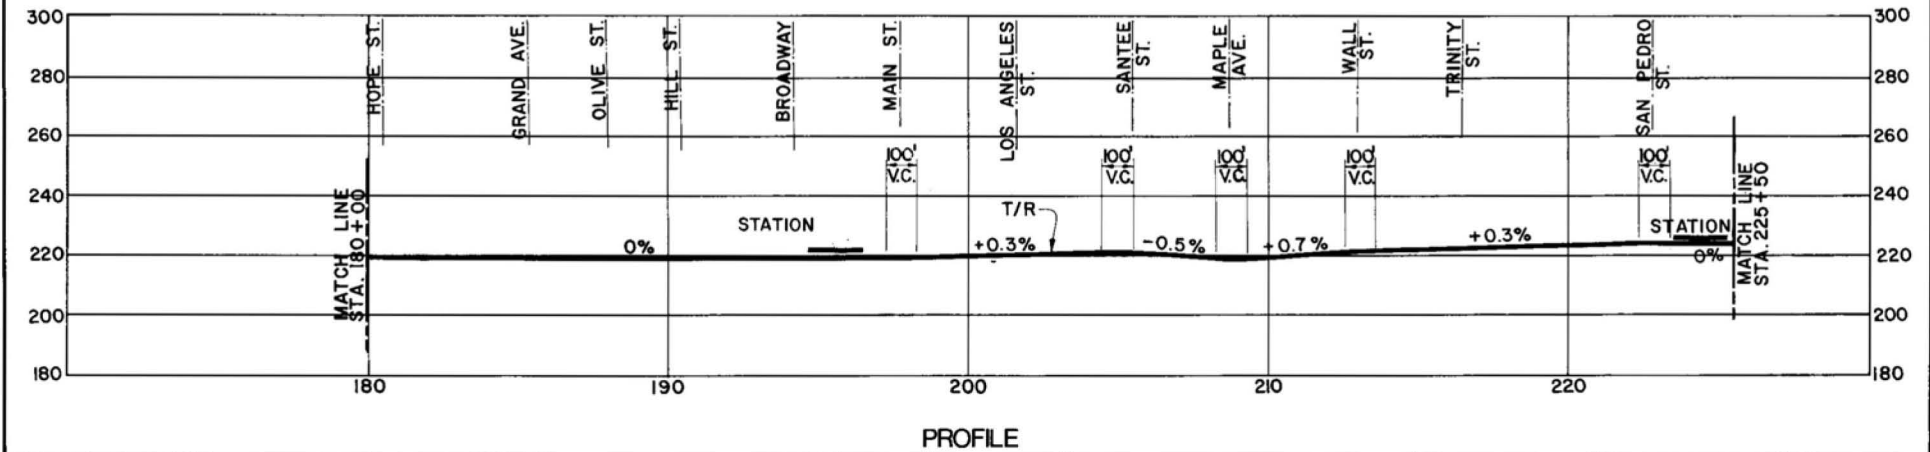 300
280
260
240
220
200
180
HOPE ST.
GRAND AVE.
OLIVE ST.
HILL ST.
BROADWAY
MAIN ST.
LOS ANGELES
ST.
SANTEE
ST.
MAPLE
AVE.
WALL
ST.
TRINITY
ST.
SAN PEDRO
ST.
300
280
260
240
220
200
180
100'
V.C.
100'
V.C.
100'
V.C.
100'
V.C.
100'
V.C.
MATCH LINE
STA. 180+00
STATION
T/R
STATION
MATCH LINE
STA. 225+50
0%
+0.3%
-0.5%
+0.7%
+0.3%
0%
180
190
200
210
220
PROFILE